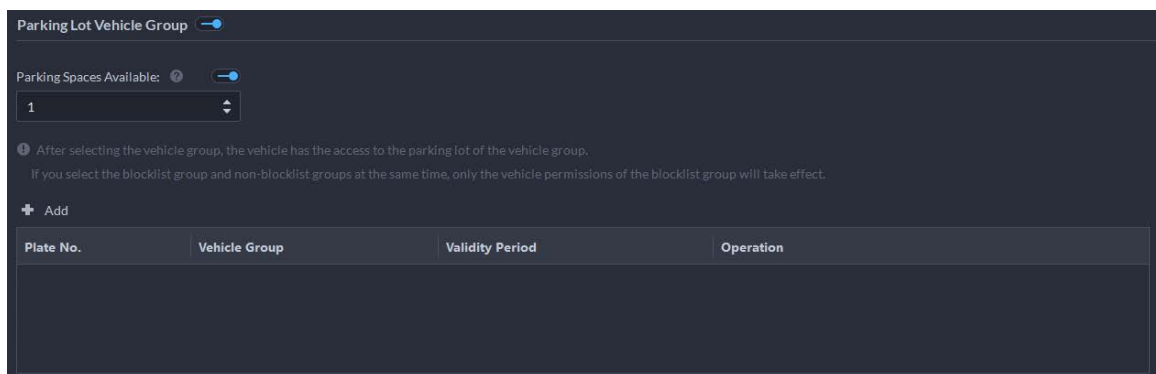 Parking Lot Vehicle Group
Parking Spaces Available:
1
After selecting the vehicle group, the vehicle has the access to the parking lot of the vehicle group.
If you select the blocklist group and non-blocklist groups at the same time, only the vehicle permissions of the blocklist group will take effect.
Add
Plate No. Vehicle Group Validity Period Operation